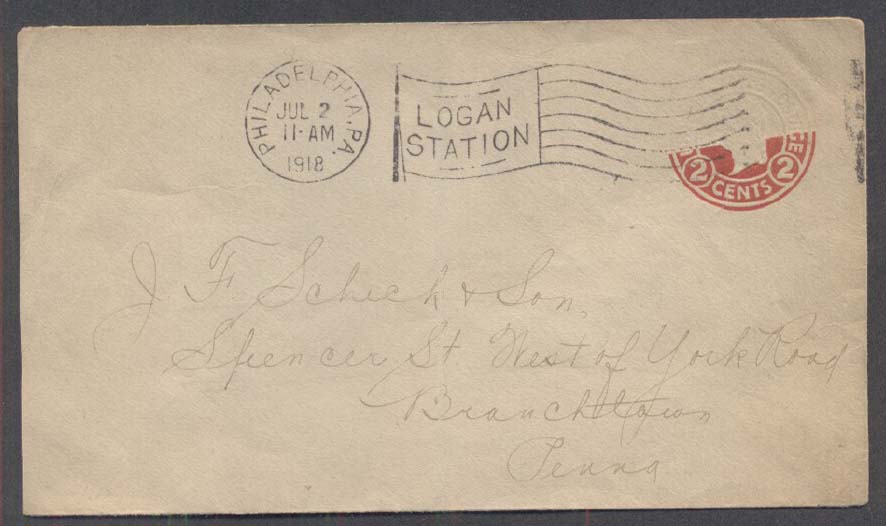 PHILADELPHIA, PA.
JUL 2
11-AM
1918
LOGAN
STATION
2 CENTS 2
J. F. Scheck & Son,
Spencer St. West of York Road
Branchtown
Penna